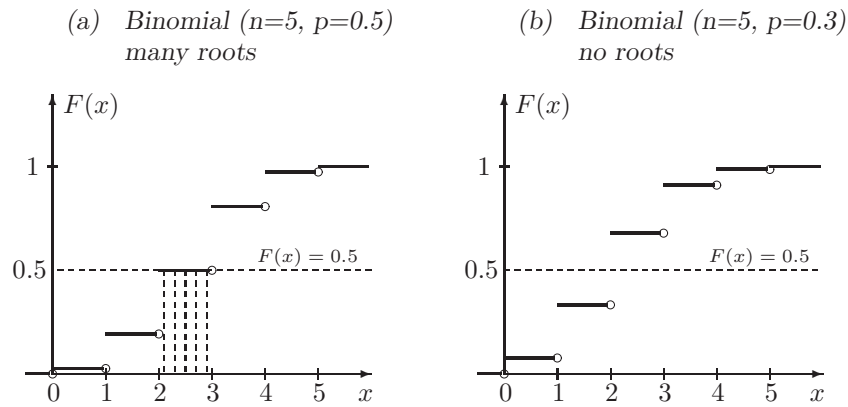 (a) Binomial (n=5, p=0.5)
many roots
F(x)
1
0.5
F(x) = 0.5
0 1 2 3 4 5 x
(b) Binomial (n=5, p=0.3)
no roots
F(x)
1
0.5
F(x) = 0.5
0 1 2 3 4 5 x